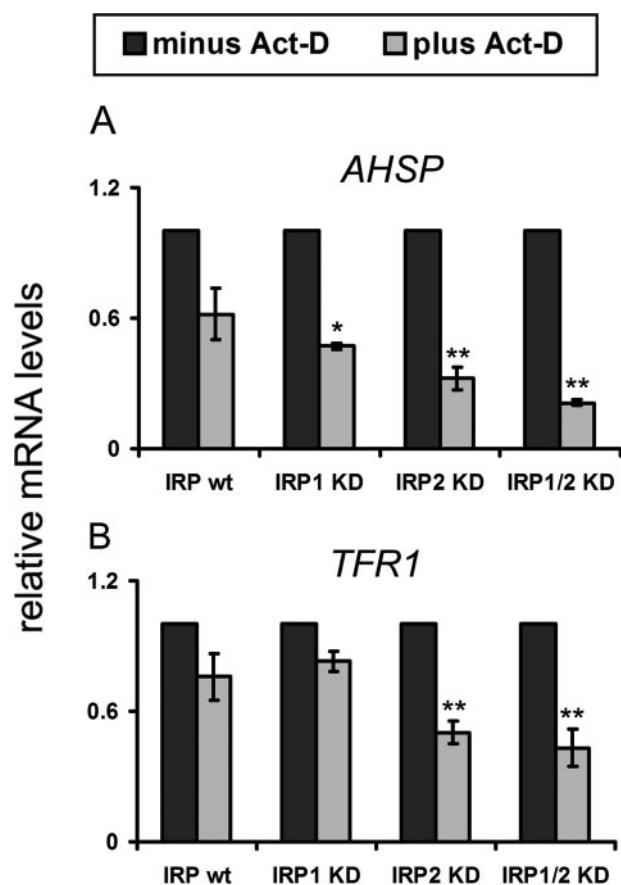 minus Act-D plus Act-D
A
AHSP
relative mRNA levels
1.2
0.6
0
*
**
**
IRP wt IRP1 KD IRP2 KD IRP1/2 KD
B
TFR1
1.2
0.6
0
**
**
IRP wt IRP1 KD IRP2 KD IRP1/2 KD